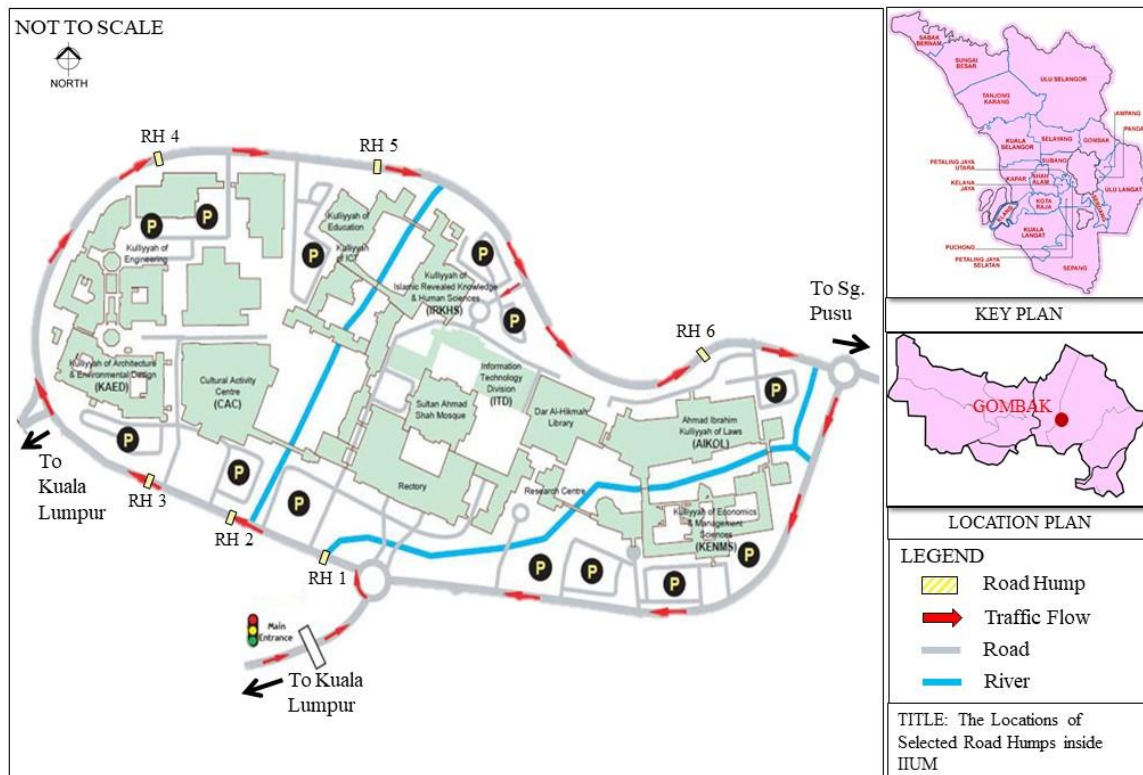 NOT TO SCALE
NORTH
RH 4
RH 5
P
P
Kulliyyah of
Engineering
P
Kulliyyah of
Education
Kulliyyah
of ICT
P
Kulliyyah of
Islamic Revealed Knowledge
& Human Sciences
(IRKHS)
P
To Sg.
Pusu
RH 6
Kulliyyah of Architecture
& Environmental Design
(KAED)
Cultural Activity
Centre
(CAC)
Sultan Ahmad
Shah Mosque
Information
Technology
Division
(ITD)
Dar Al-Hikmah
Library
Ahmad Ibrahim
Kulliyyah of Laws
(AIKOL)
P
P
To
Kuala
Lumpur
RH 3
P
P
Rectory
Research Centre
Kulliyyah of Economics
& Management
Sciences
(KENMS)
RH 2
RH 1
P
P
P
P
Main
Entrance
To Kuala
Lumpur
SABAK
BERNAM
SUNGAI
BESAR
ULU SELANGOR
TANJONG
KARANG
AMPANG
PANDA
KUALA
SELANGOR
SELAYANG
GOMBAK
PETALING JAYA
UTARA
SUBANG
KELANA
JAYA
KAPAR
SHAH
ALAM
ULU LANGAT
KOTA
RAJA
KLANG
SERDANG
KUALA
LANGAT
PUCHONG
PETALING JAYA
SELATAN
SEPANG
KEY PLAN
GOMBAK
LOCATION PLAN
LEGEND
Road Hump
Traffic Flow
Road
River
TITLE: The Locations of
Selected Road Humps inside
IIUM